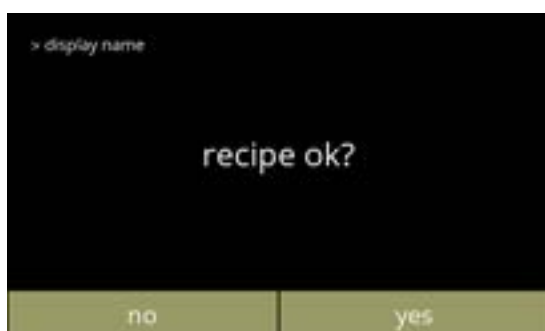 > display name
recipe ok?
no
yes